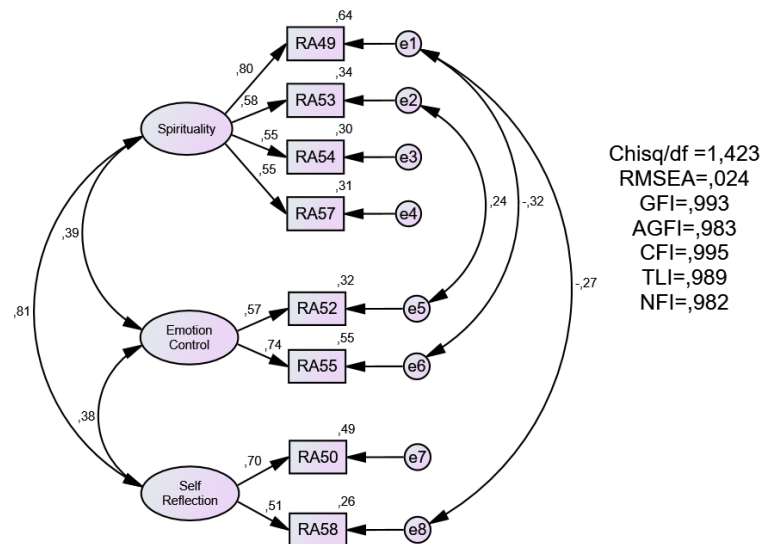 ,64
RA49
e1
,80
,34
RA53
e2
,58
Spirituality
,30
RA54
e3
,55
,55
,31
RA57
e4
,24
-,32
-,27
,39
,81
,32
RA52
e5
,57
Emotion
Control
,74
,55
RA55
e6
,38
,49
RA50
e7
,70
Self
Reflection
,51
,26
RA58
e8
Chisq/df =1,423
RMSEA=,024
GFI=,993
AGFI=,983
CFI=,995
TLI=,989
NFI=,982